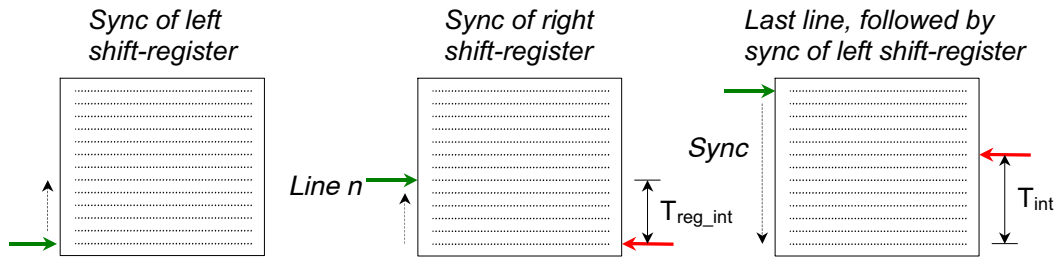 Sync of left
shift-register
Sync of right
shift-register
Last line, followed by
sync of left shift-register
Line n
T_reg_int
Sync
T_int